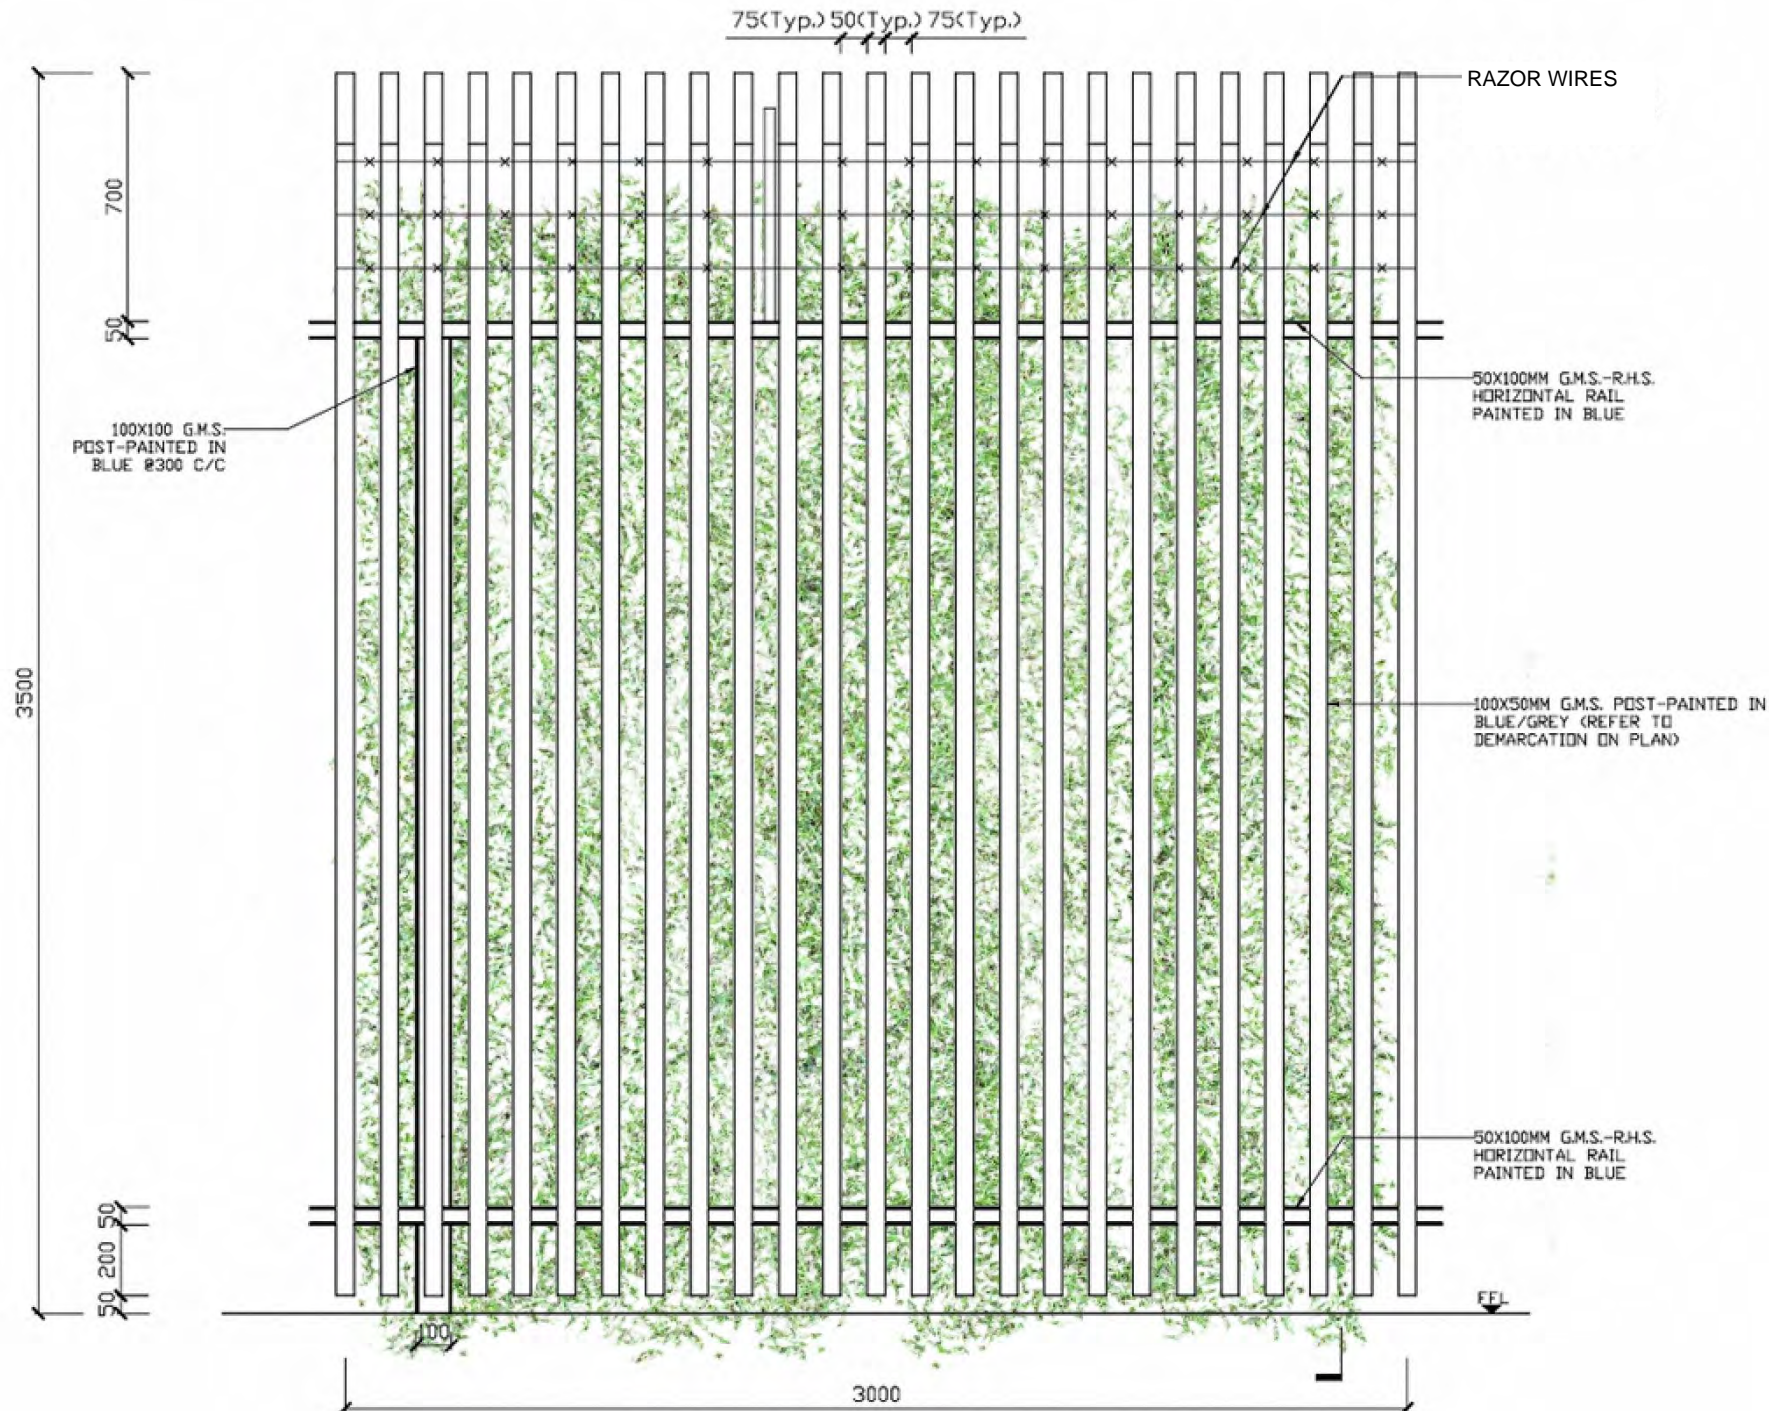 75(Typ.) 50(Typ.) 75(Typ.)
RAZOR WIRES
700
50
50X100MM G.M.S.-R.H.S.
HORIZONTAL RAIL
PAINTED IN BLUE
100X100 G.M.S.
POST-PAINTED IN
BLUE @300 C/C
3500
100X50MM G.M.S. POST-PAINTED IN
BLUE/GREY (REFER TO
DEMARCATION ON PLAN)
50X100MM G.M.S.-R.H.S.
HORIZONTAL RAIL
PAINTED IN BLUE
50
200
50
FFL
100
3000